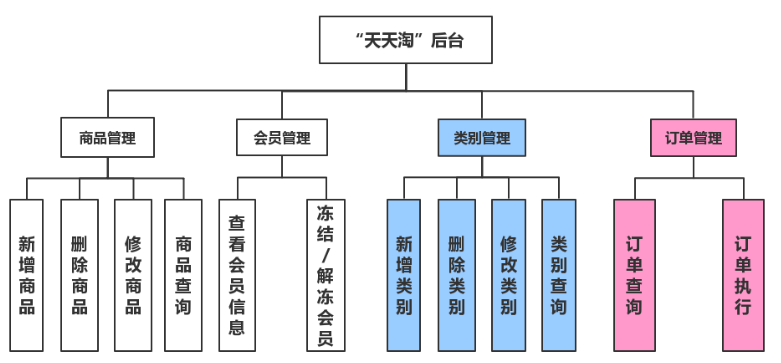 “天天淘”后台
商品管理
会员管理
类别管理
订单管理
新增商品
删除商品
修改商品
商品查询
查看会员信息
冻结/解冻会员
新增类别
删除类别
修改类别
类别查询
订单查询
订单执行